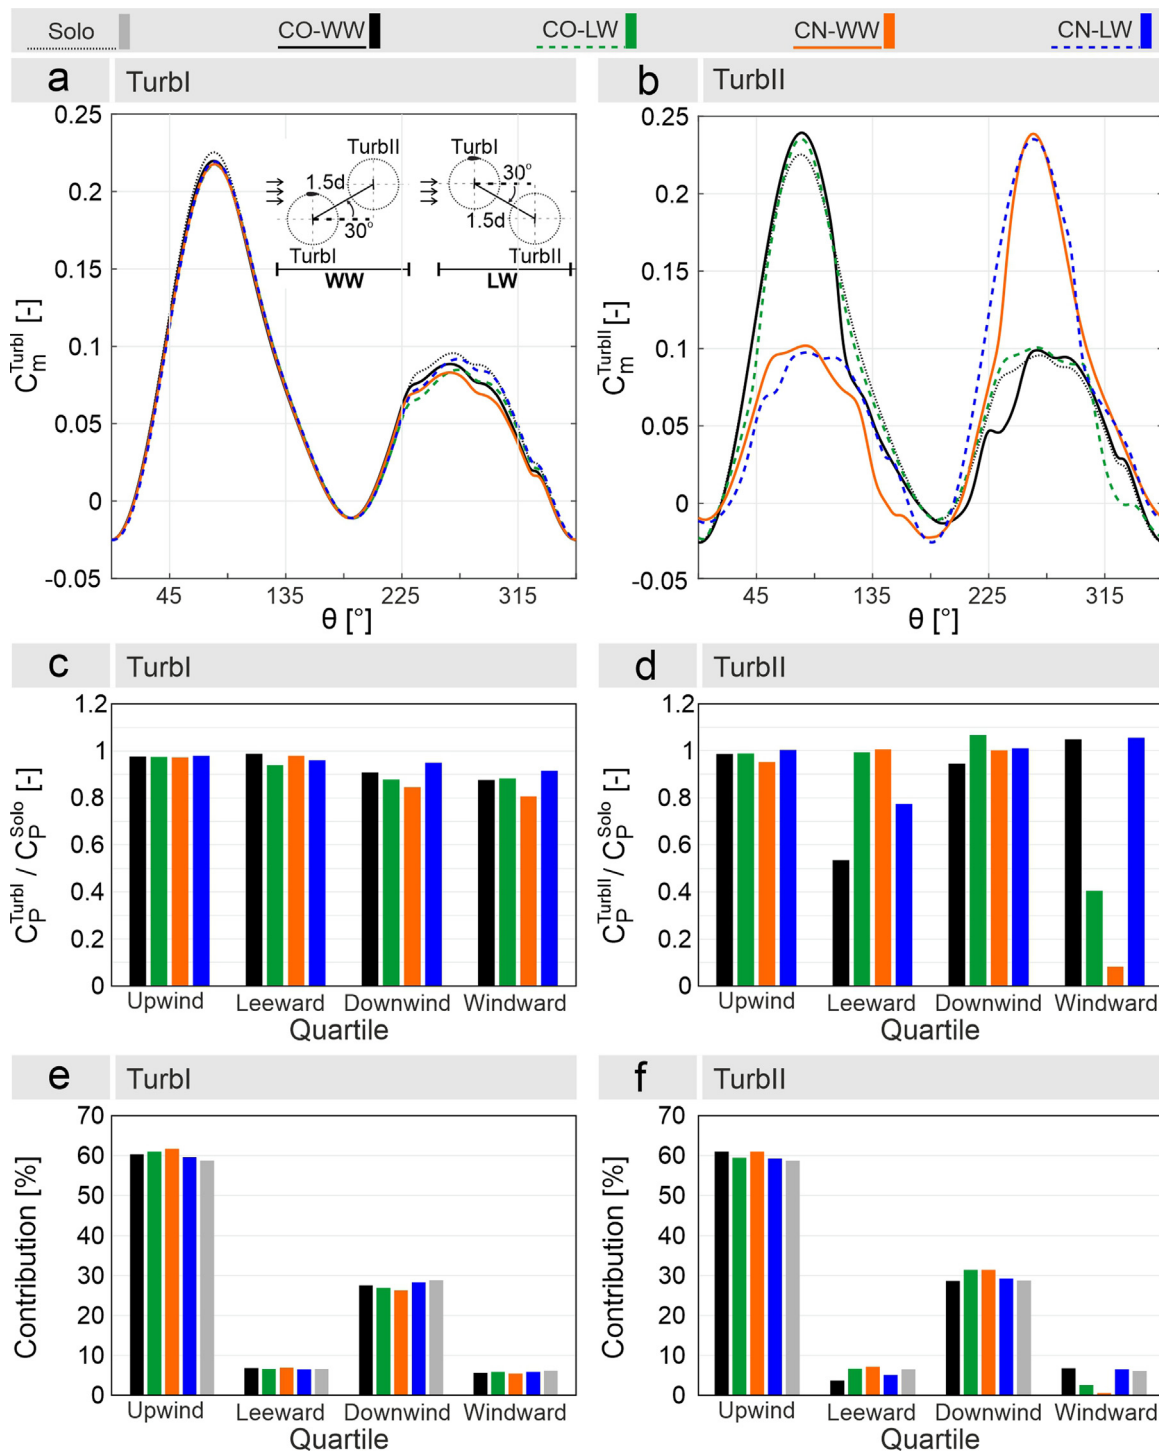 Solo CO-WW CO-LW CN-WW CN-LW
a TurbI
0.25
0.2
0.15
0.1
0.05
0
-0.05
C_m^TurbI [-]
45 135 225 315
θ [°]
TurbII
1.5d
30°
TurbI
WW
TurbI
30°
1.5d
TurbII
LW
b TurbII
0.25
0.2
0.15
0.1
0.05
0
-0.05
C_m^TurbII [-]
45 135 225 315
θ [°]
c TurbI
1.2
1
0.8
0.6
0.4
0.2
0
C_P^TurbI / C_P^Solo [-]
Upwind Leeward Downwind Windward
Quartile
d TurbII
1.2
1
0.8
0.6
0.4
0.2
0
C_P^TurbII / C_P^Solo [-]
Upwind Leeward Downwind Windward
Quartile
e TurbI
70
60
50
40
30
20
10
0
Contribution [%]
Upwind Leeward Downwind Windward
Quartile
f TurbII
70
60
50
40
30
20
10
0
Contribution [%]
Upwind Leeward Downwind Windward
Quartile